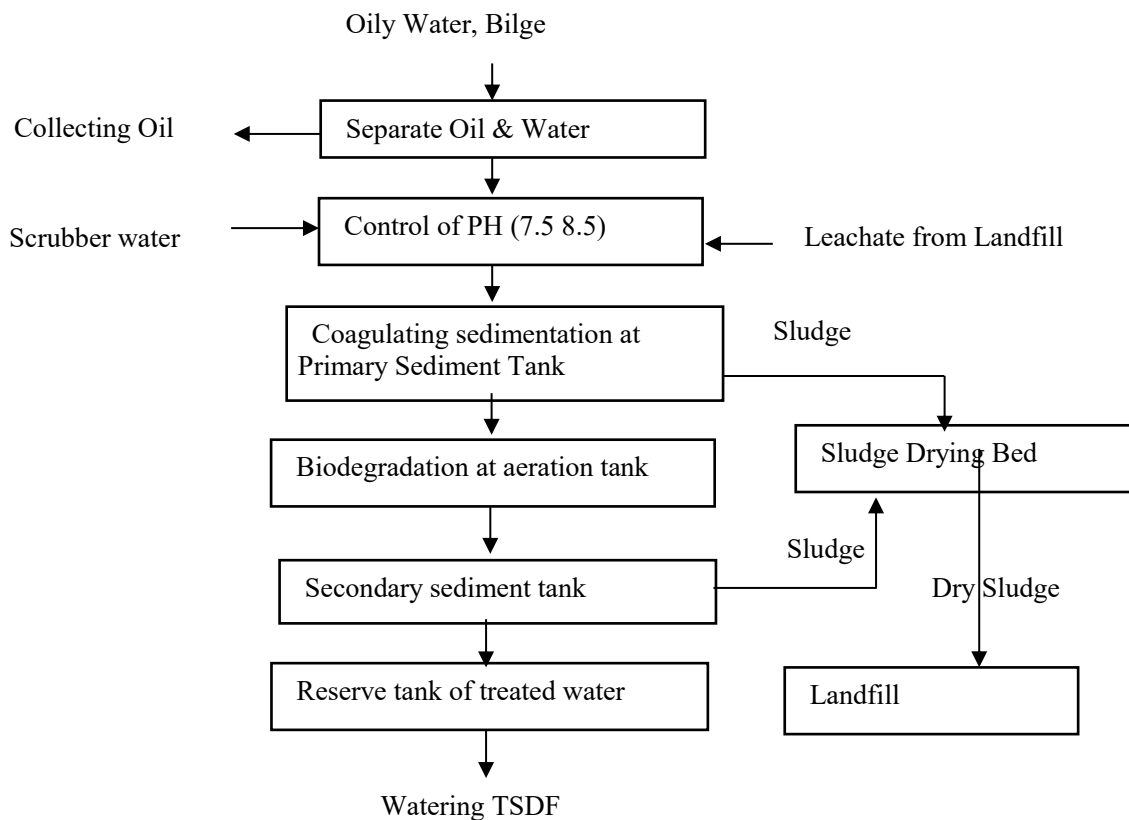 Oily Water, Bilge
Collecting Oil
Separate Oil & Water
Scrubber water
Control of PH (7.5 8.5)
Leachate from Landfill
Coagulating sedimentation at
Primary Sediment Tank
Sludge
Biodegradation at aeration tank
Sludge Drying Bed
Sludge
Secondary sediment tank
Dry Sludge
Reserve tank of treated water
Landfill
Watering TSDF